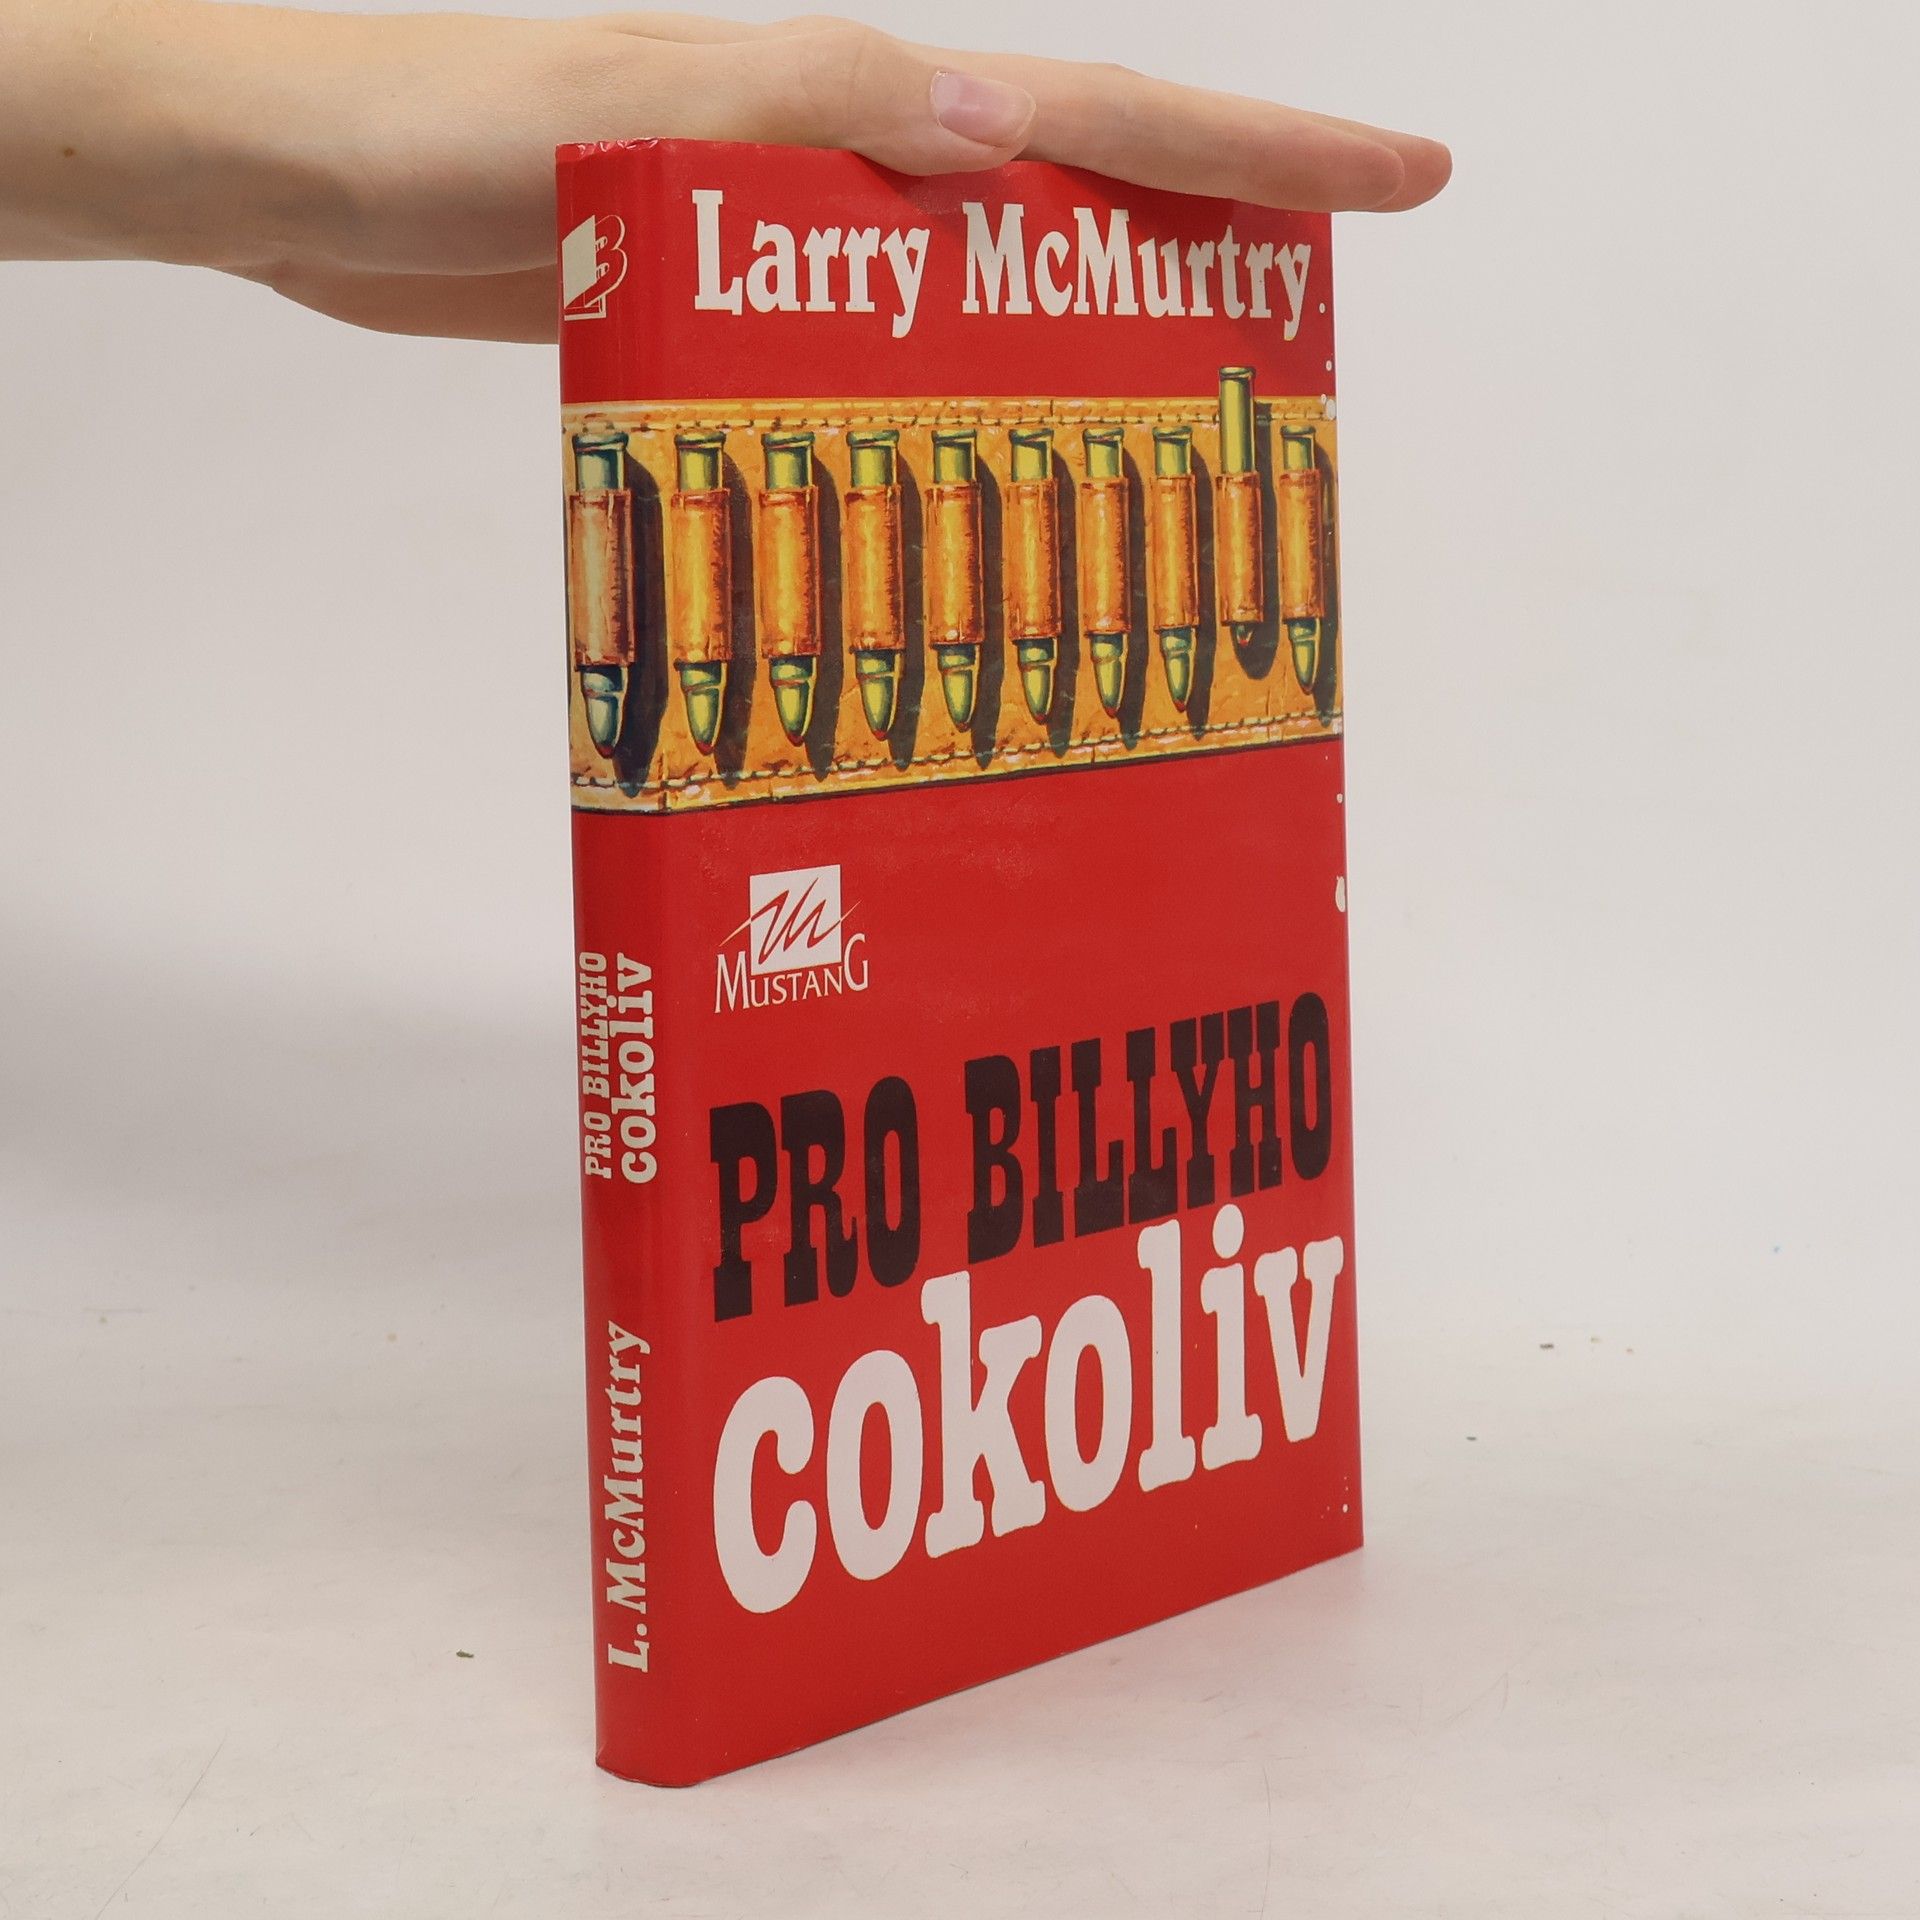 Larry McMurtry
MUSTANG
PRO BILLYHO
cokoliv
PRO BILLYHO
cokoliv
L. McMurtry